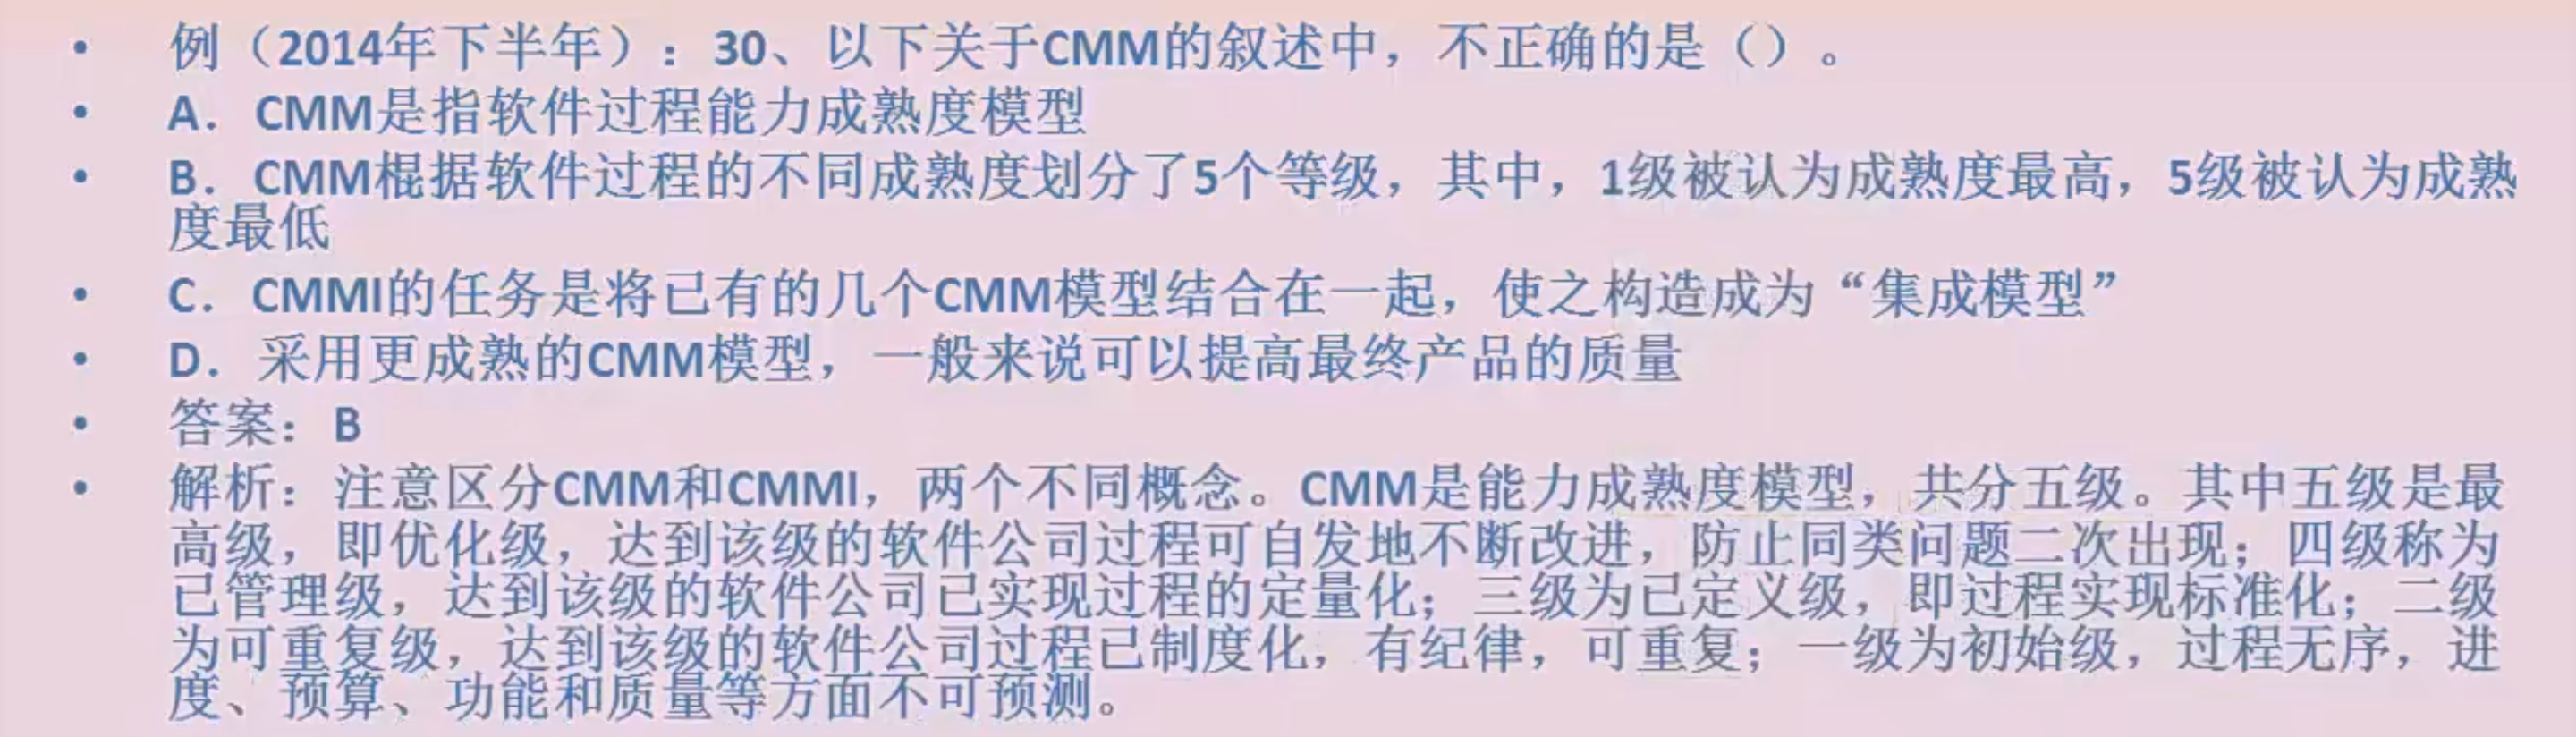 • 例（2014年下半年）：30、以下关于CMM的叙述中，不正确的是（）。
• A．CMM是指软件过程能力成熟度模型
• B．CMM棍据软件过程的不同成熟度划分了5个等级，其中，1级被认为成熟度最高，5级被认为成熟
度最低
• C．CMMI的任务是将已有的几个CMM模型结合在一起，使之构造成为“集成模型”
• D．采用更成熟的CMM模型，一般来说可以提高最终产品的质量
• 答案：B
• 解析：注意区分CMM和CMMI，两个不同概念。CMM是能力成熟度模型，共分五级。其中五级是最
高级，即优化级，达到该级的软件公司过程可自发地不断改进，防止同类问题二次出现；四级称为
已管理级，达到该级的软件公司已实现过程的定量化；三级为已定义级，即过程实现标准化；二级
为可重复级，达到该级的软件公司过程已制度化，有纪律，可重复；一级为初始级，过程无序，进
度、预算、功能和质量等方面不可预测。